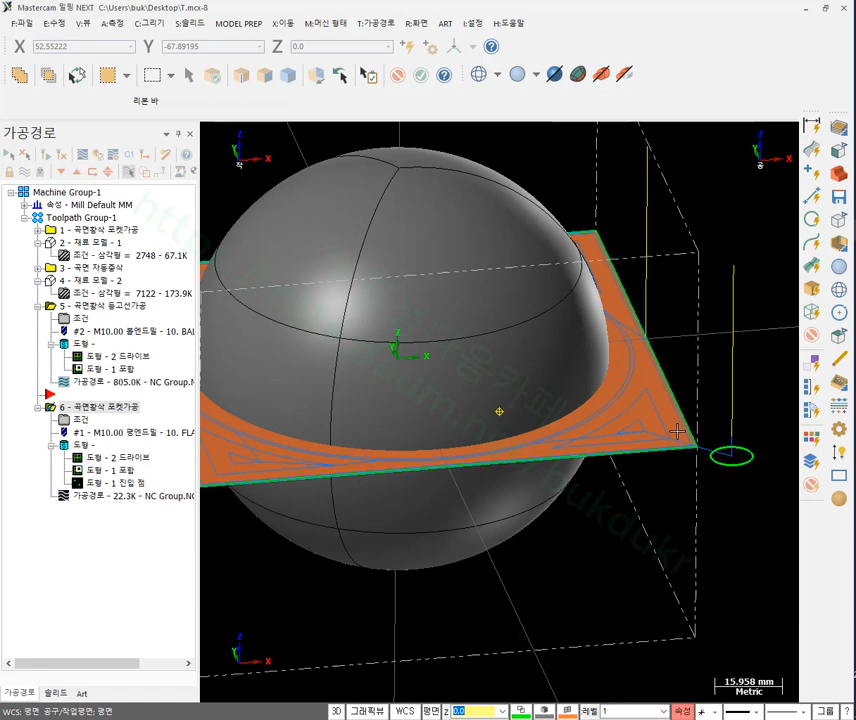 Mastercam 밀링 NEXT  C:\Users\buk\Desktop\T.mcx-8
F:파일 E:수정 V:뷰 A:측정 C:그리기 S:솔리드 MODEL PREP X:이동 M:머신 형태 T:가공경로 R:화면 ART I:설정 H:도움말
X 52.55222 Y -67.89195 Z 0.0
리본 바
가공경로
Machine Group-1
속성 - Mill Default MM
Toolpath Group-1
1 - 곡면황삭 포켓가공
2 - 재료 모델 - 1
조건 - 삼각형 = 2748 - 67.1K
3 - 곡면 자동중삭
4 - 재료 모델 - 2
조건 - 삼각형 = 7122 - 173.9K
5 - 곡면황삭 등고선가공
조건
#2 - M10.00 볼엔드밀 - 10. BAL
도형 -
도형 - 2 드라이브
도형 - 1 포함
가공경로 - 805.0K - NC Group.N
6 - 곡면황삭 포켓가공
조건
#1 - M10.00 평엔드밀 - 10. FLA
도형 -
도형 - 2 드라이브
도형 - 1 포함
도형 - 1 진입 점
가공경로 - 22.3K - NC Group.NC
Z
Y X
Z
Y X
Z
X
Z
X
Z
X
15.958 mm
Metric
가공경로 솔리드 Art
WCS: 평면 공구/작업평면: 평면
3D 그래픽뷰 WCS 평면 Z 0.0 레벨 1 속성 그룹 ?